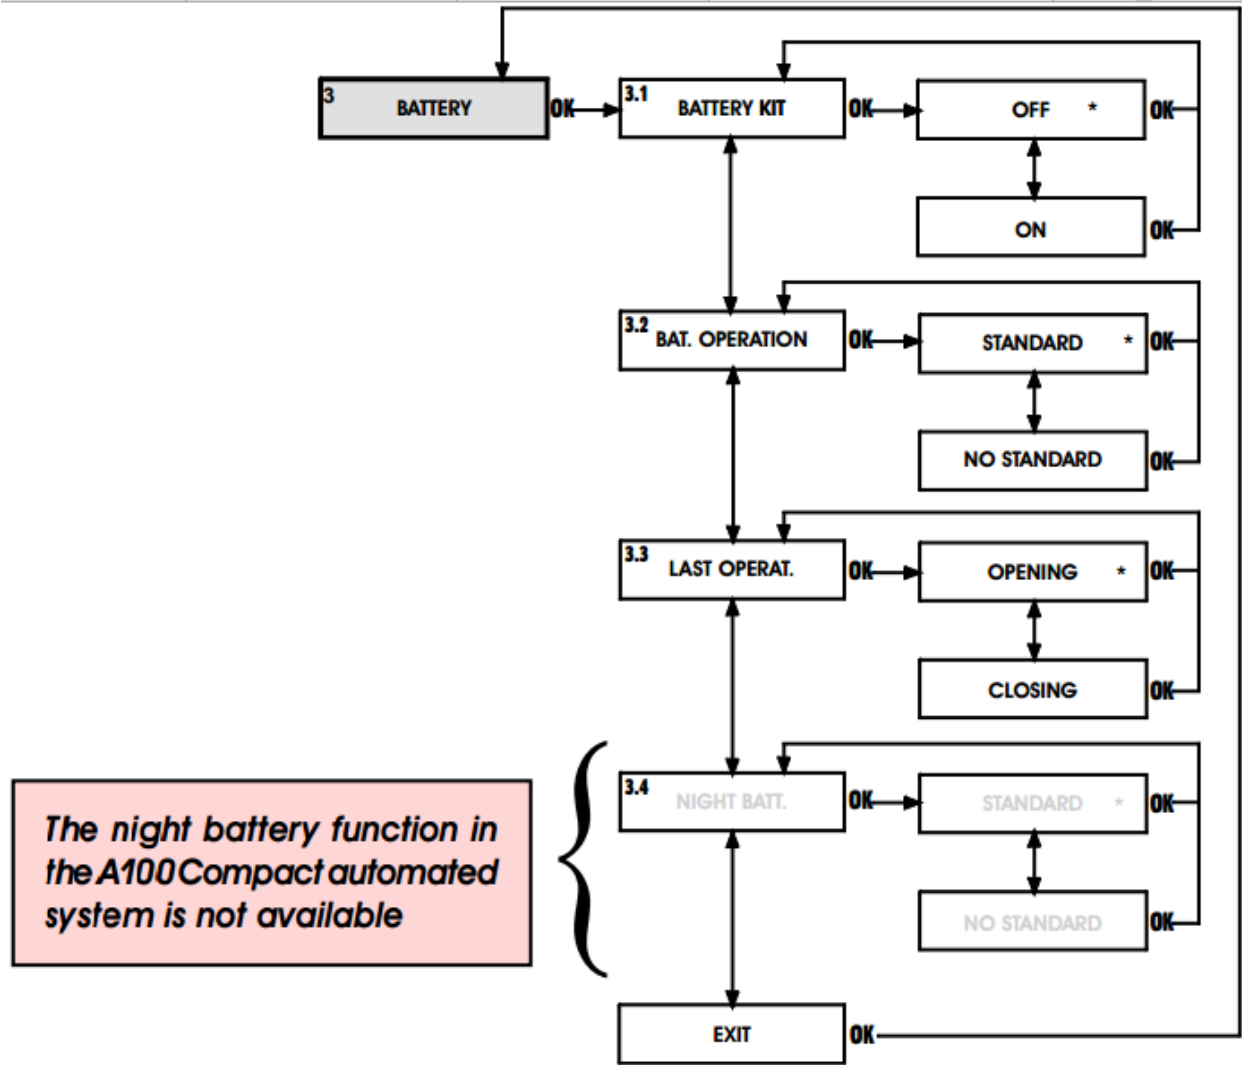 3 BATTERY OK 3.1 BATTERY KIT OK OFF * OK
ON OK
3.2 BAT. OPERATION OK STANDARD * OK
NO STANDARD OK
3.3 LAST OPERAT. OK OPENING * OK
CLOSING OK
3.4 NIGHT BATT. OK STANDARD * OK
The night battery function in
the A100 Compact automated
system is not available
NO STANDARD OK
EXIT OK